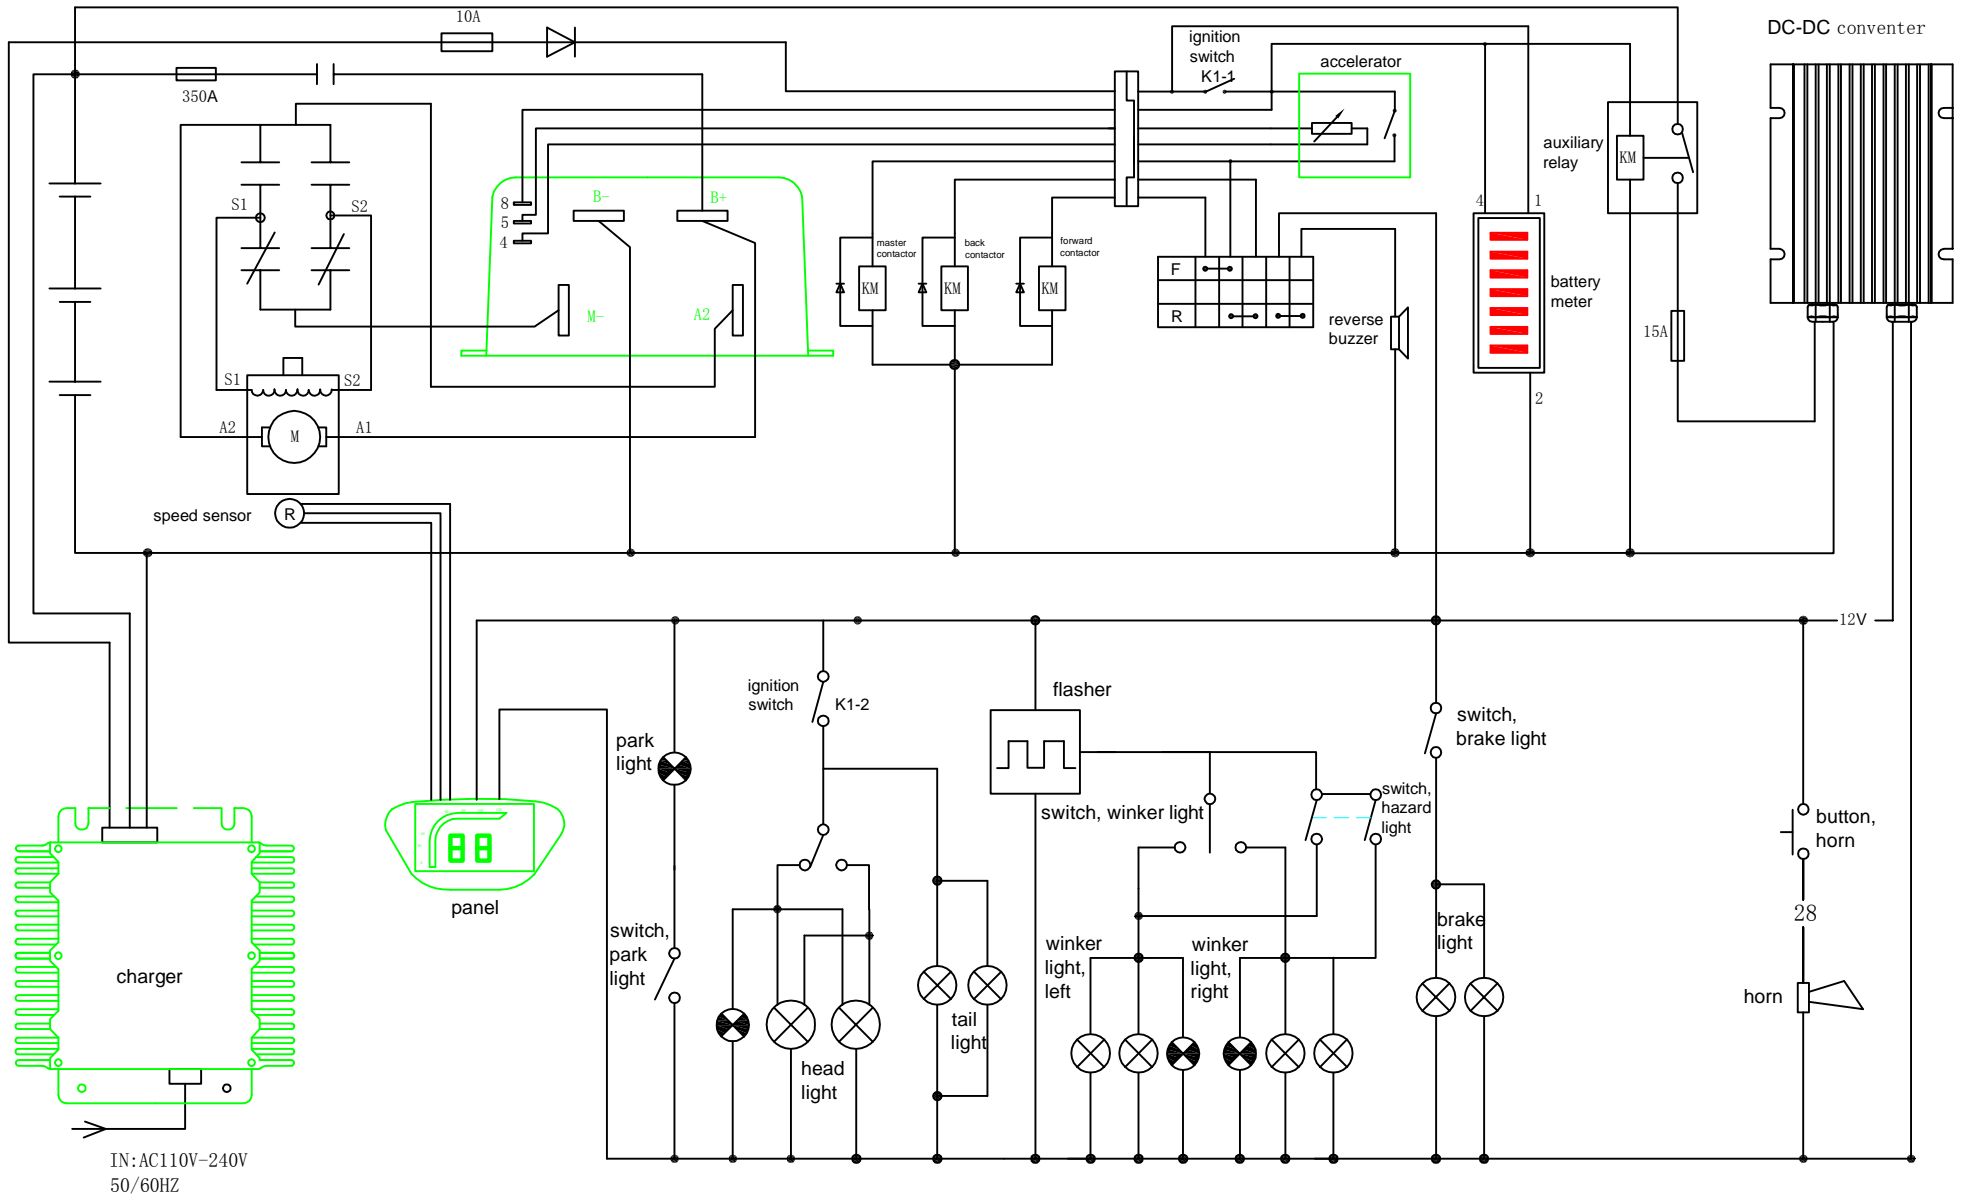 10A
350A
ignition
switch
K1-1
accelerator
DC-DC conventer
auxiliary
relay
KM
S1
S2
8
5
4
B-
B+
M-
A2
master
contactor
back
contactor
forward
contactor
KM
KM
KM
F
R
4
1
battery
meter
2
reverse
buzzer
15A
S1
S2
A2
M
A1
speed sensor
R
12V
ignition
switch
K1-2
flasher
park
light
switch,
brake light
switch, winker light
switch,
hazard
light
button,
horn
88
panel
28
switch,
park
light
charger
winker
light,
left
winker
light,
right
brake
light
horn
tail
light
head
light
IN:AC110V-240V
50/60HZ